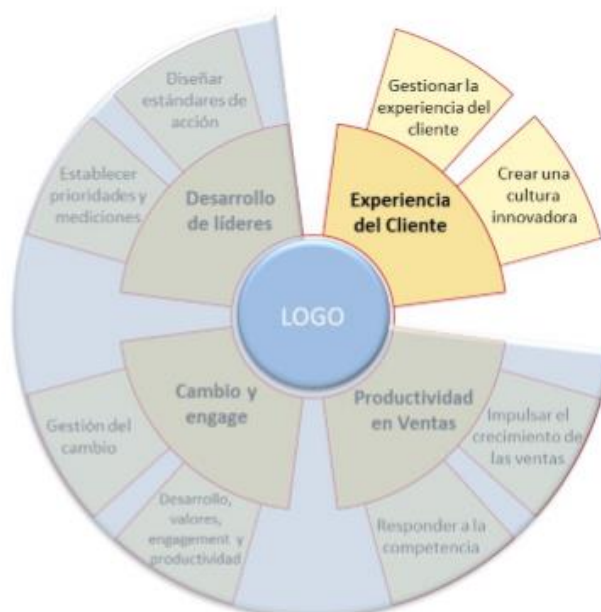 Diseñar
estándares de
acción
Gestionar la
experiencia del
cliente
Establecer
prioridades y
mediciones
Crear una
cultura
innovadora
Desarrollo
de líderes
Experiencia
del Cliente
LOGO
Cambio y
engage
Productividad
en Ventas
Gestión del
cambio
Impulsar el
crecimiento de
las ventas
Desarrollo,
valores,
engagement y
productividad
Responder a la
competencia